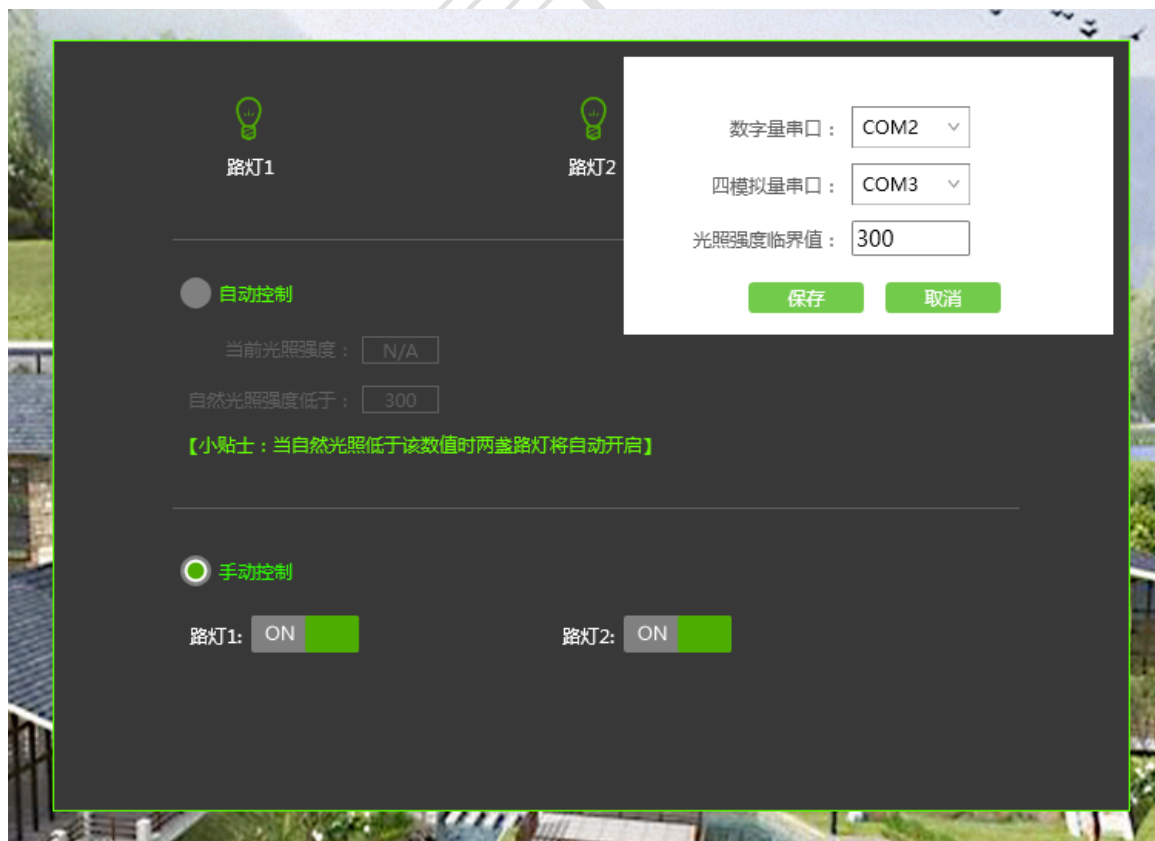 路灯1
路灯2
数字量串口： COM2
四模拟量串口： COM3
光照强度临界值： 300
保存 取消
自动控制
当前光照强度： N/A
自然光照强度低于： 300
【小贴士：当自然光照低于该数值时两盏路灯将自动开启】
手动控制
路灯1: ON
路灯2: ON